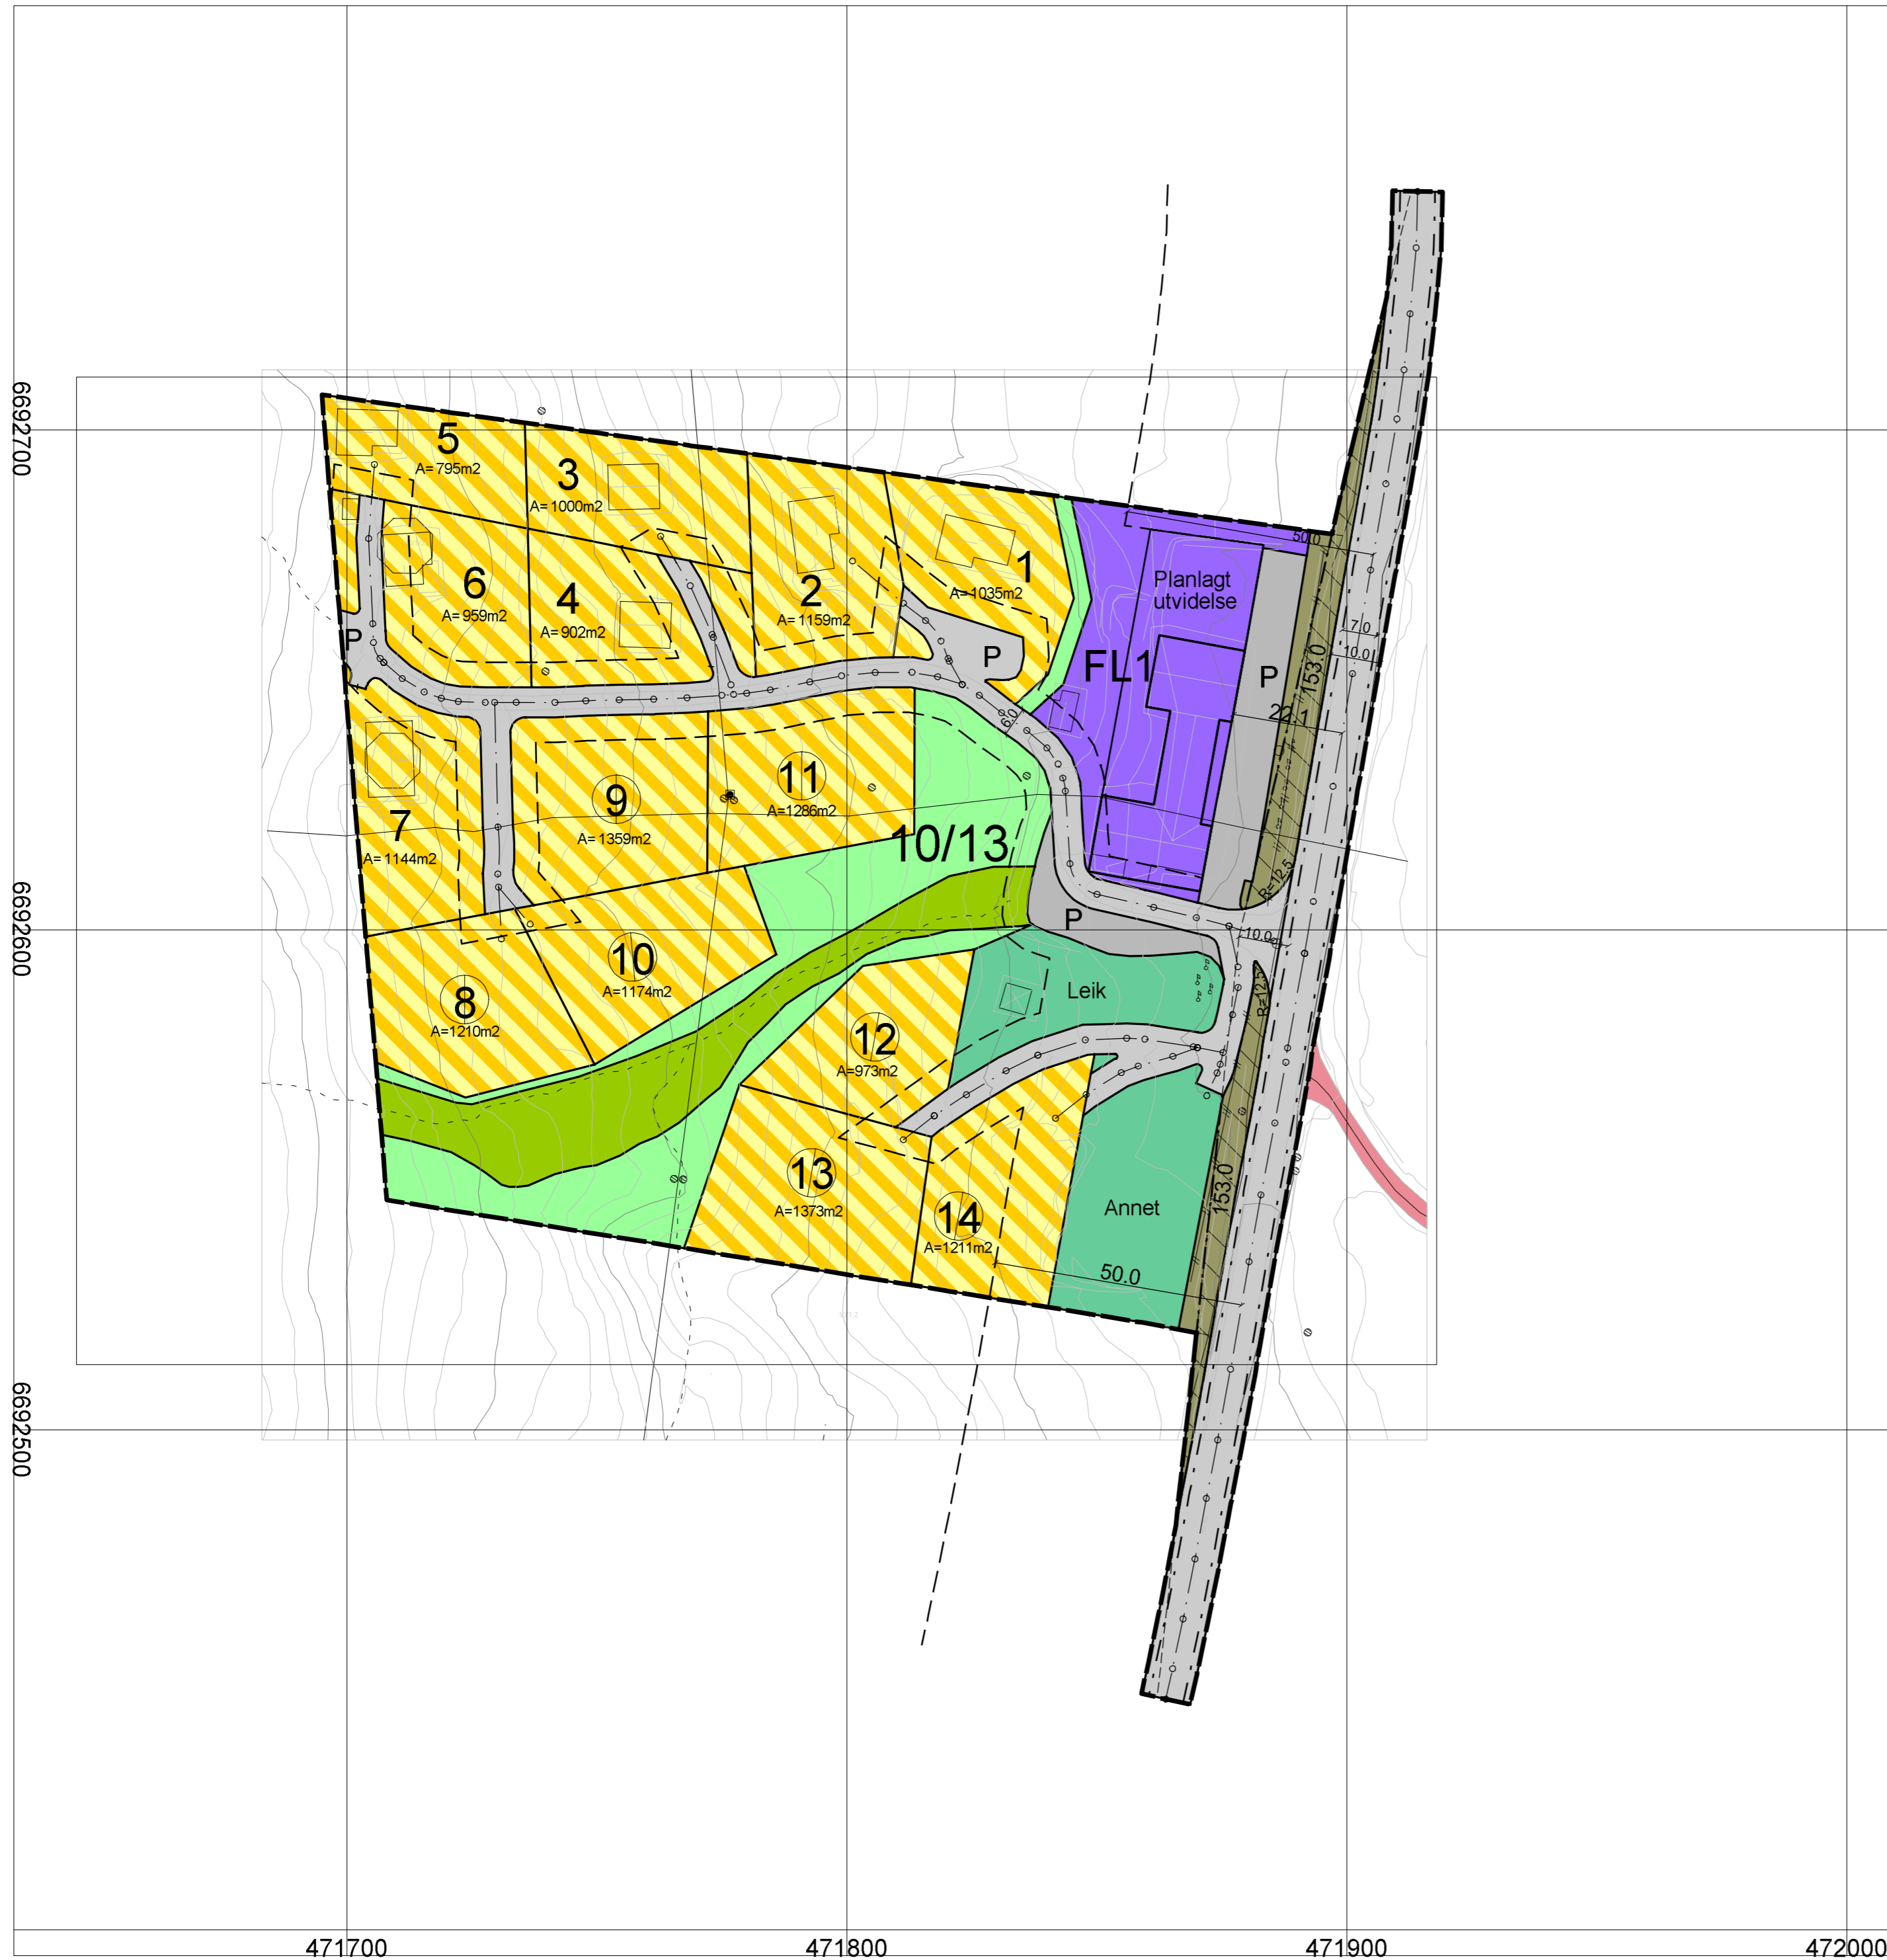 6692700
6692600
6692500
471700
471800
471900
472000
5
A= 795m2
3
A= 1000m2
6
A= 959m2
4
A= 902m2
2
A= 1159m2
1
A= 1035m2
P
P
50.0
Planlagt
utvidelse
FL1
P
7.0
10.0
153.0
22.1
6.0
7
A= 1144m2
9
A= 1359m2
11
A=1286m2
10/13
R=12.5
P
10.0
8
A=1210m2
10
A=1174m2
Leik
R=12.5
12
A=973m2
13
A=1373m2
14
A=1211m2
Annet
153.0
50.0